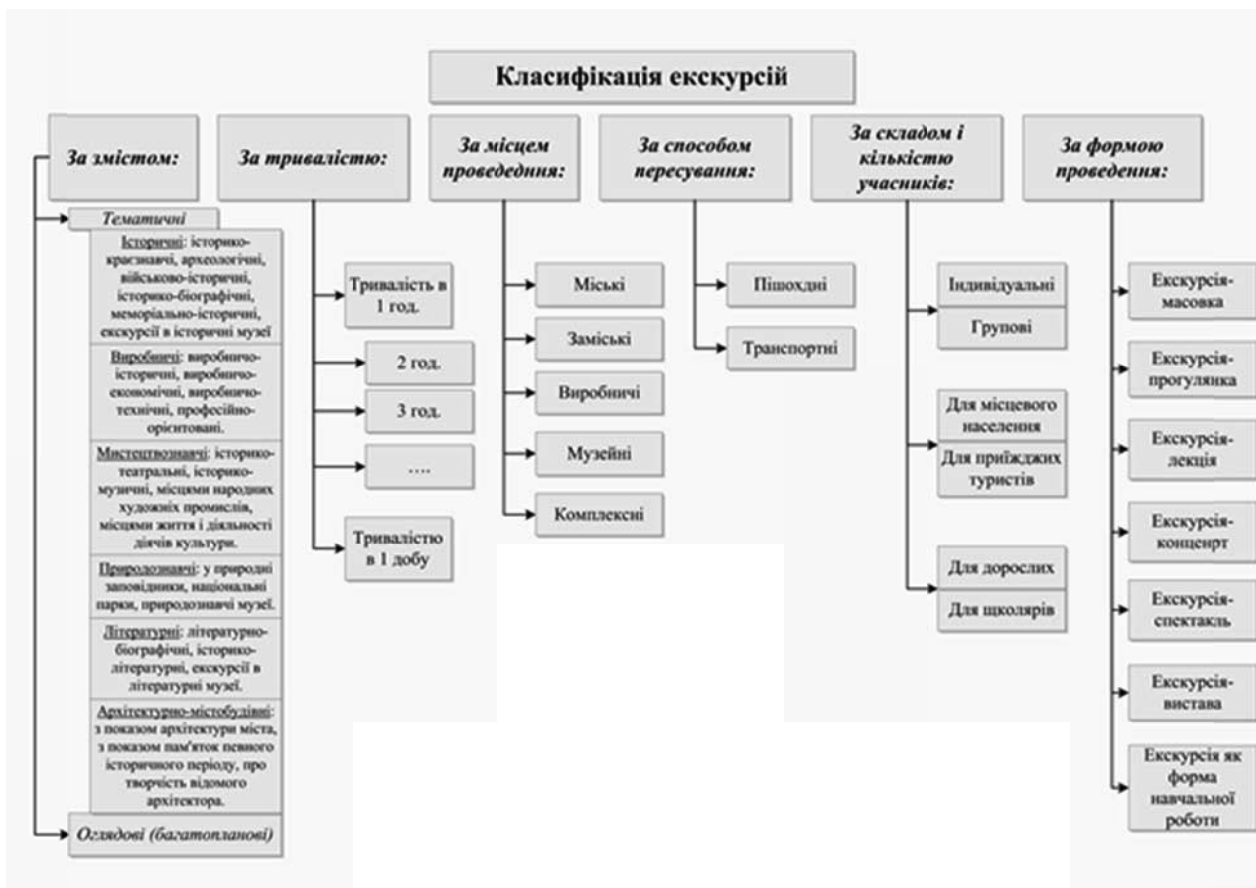 Класифікація екскурсій
За змістом:
Тематичні
Історичні: історико-
краєзнавчі, археологічні,
військово-історичні,
історико-біографічні,
меморіально-історичні,
екскурсії в історичні музеї
Виробничі: виробничо-
історичні, виробничо-
економічні, виробничо-
технічні, професійно-
орієнтовані.
Мистецтвознавчі: історико-
театральні, історико-
музичні, місцями народних
художніх промислів,
місцями життя і діяльності
діячів культури.
Природознавчі: у природні
заповідники, національні
парки, природознавчі музеї.
Літературні: літературно-
біографічні, історико-
літературні, екскурсії в
літературні музеї.
Архітектурно-містобудівні:
з показом архітектури міста,
з показом пам'яток певного
історичного періоду, про
творчість відомого
архітектора.
Оглядові (багатопланові)
За тривалістю:
Тривалість в
1 год.
2 год.
3 год.
….
Тривалістю
в 1 добу
За місцем
проведедння:
Міські
Заміські
Виробничі
Музейні
Комплексні
За способом
пересування:
Пішохдні
Транспортні
За складом і
кількістю
учасників:
Індивідуальні
Групові
Для місцевого
населення
Для приїжджих
туристів
Для дорослих
Для щколярів
За формою
проведення:
Екскурсія-
масовка
Екскурсія-
прогулянка
Екскурсія-
лекція
Екскурсія-
конценрт
Екскурсія-
спектакль
Екскурсія-
вистава
Екскурсія як
форма
навчальної
роботи